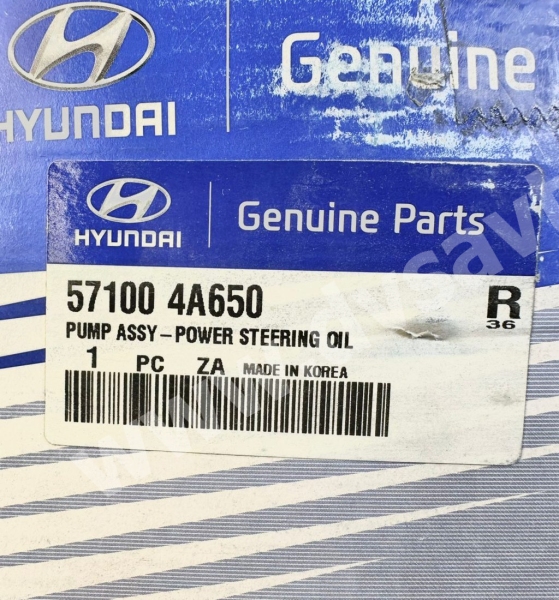 Genuine
HYUNDAI
HYUNDAI
Genuine Parts
57100 4A650
R
36
PUMP ASSY-POWER STEERING OIL
1 PC ZA MADE IN KOREA